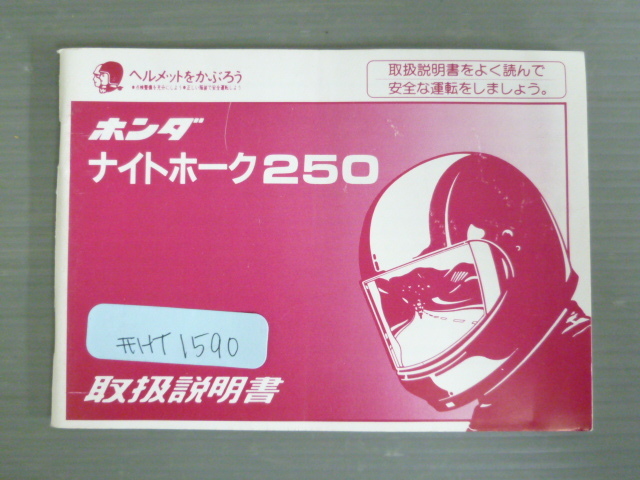 ヘルメットをかぶろう
取扱説明書をよく読んで
安全な運転をしましょう。
ホンダ
ナイトホーク250
HT1590
取扱説明書